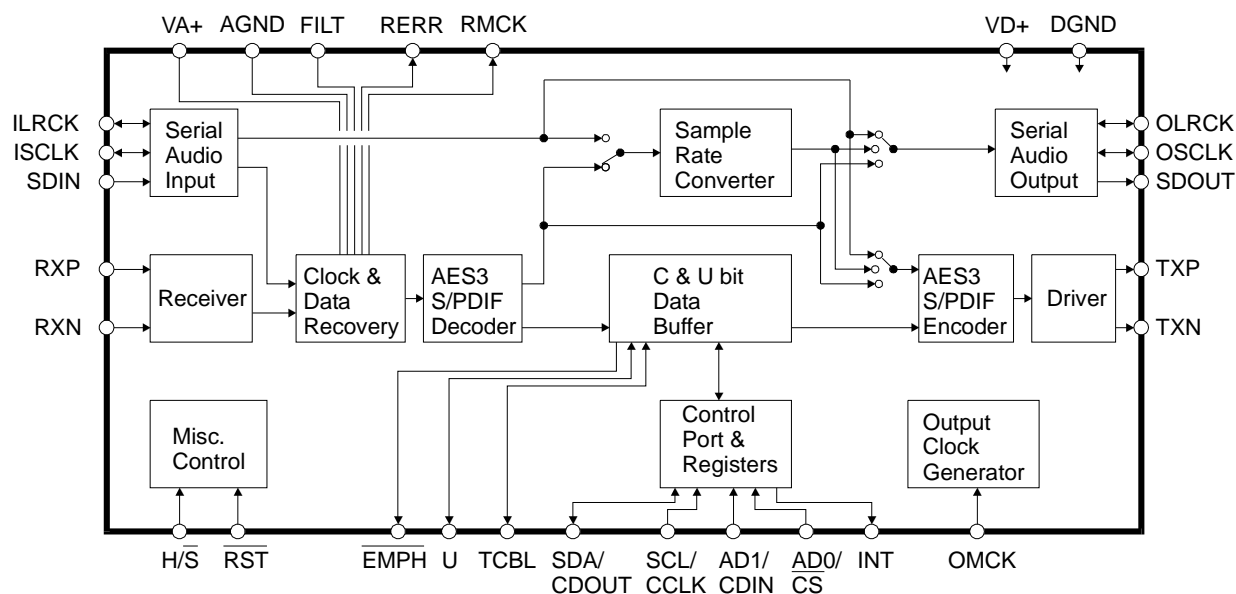 VA+ AGND FILT RERR RMCK VD+ DGND
ILRCK
ISCLK
SDIN
RXP
RXN
Serial
Audio
Input
Sample
Rate
Converter
Serial
Audio
Output
OLRCK
OSCLK
SDOUT
Receiver
Clock &
Data
Recovery
AES3
S/PDIF
Decoder
C & U bit
Data
Buffer
AES3
S/PDIF
Encoder
Driver
TXP
TXN
Misc.
Control
Control
Port &
Registers
Output
Clock
Generator
H/S̅ R̅S̅T̅ E̅M̅P̅H̅ U TCBL
SDA/
CDOUT
SCL/
CCLK
AD1/
CDIN
AD0/
C̅S̅
INT OMCK